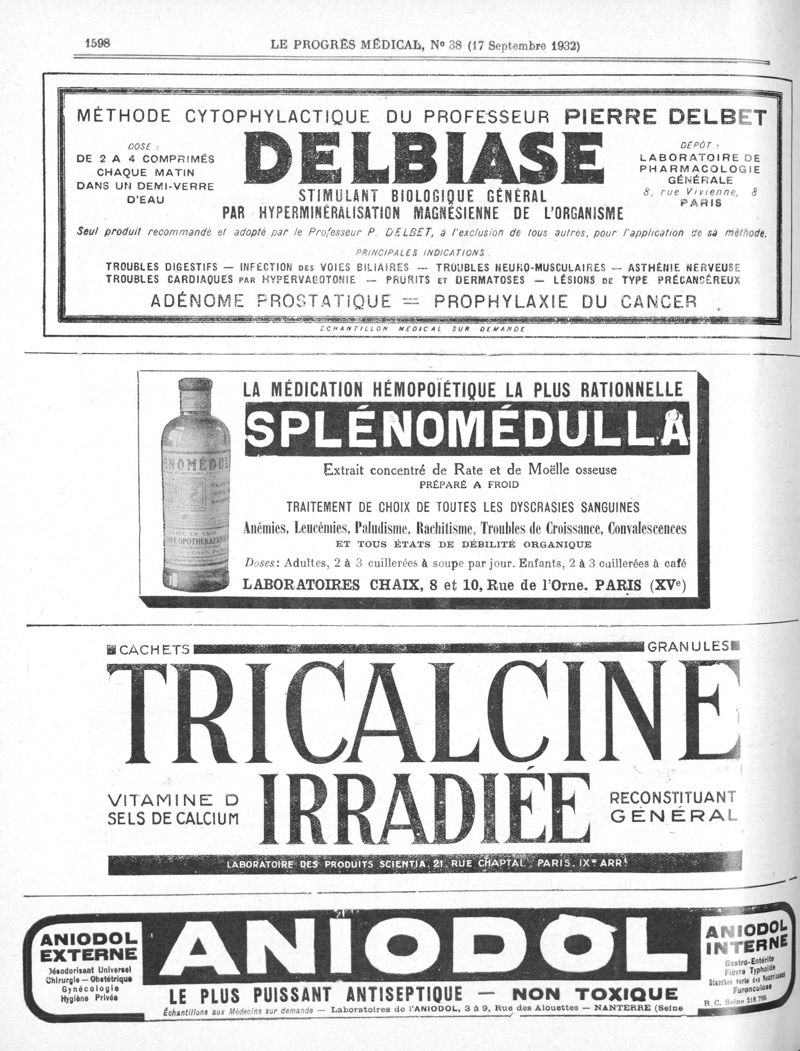 1598
LE PROGRÈS MÉDICAL, Nº 38 (17 Septembre 1932)
MÉTHODE CYTOPHYLACTIQUE DU PROFESSEUR PIERRE DELBET
DOSE :
DE 2 A 4 COMPRIMÉS
CHAQUE MATIN
DANS UN DEMI-VERRE
D'EAU
DELBIASE
DÉPÔT :
LABORATOIRE DE
PHARMACOLOGIE
GÉNÉRALE
8, rue Vivienne, 8
PARIS
STIMULANT BIOLOGIQUE GÉNÉRAL
PAR HYPERMINÉRALISATION MAGNÉSIENNE DE L'ORGANISME
Seul produit recommandé et adopté par le Professeur P. DELBET, à l'exclusion de tous autres, pour l'application de sa méthode.
PRINCIPALES INDICATIONS
TROUBLES DIGESTIFS — INFECTION DES VOIES BILIAIRES — TROUBLES NEURO-MUSCULAIRES — ASTHÉNIE NERVEUSE
TROUBLES CARDIAQUES PAR HYPERVAGOTONIE — PRURITS ET DERMATOSES — LÉSIONS DE TYPE PRÉCANCÉREUX
ADÉNOME PROSTATIQUE — PROPHYLAXIE DU CANCER
ÉCHANTILLON MÉDICAL SUR DEMANDE
LA MÉDICATION HÉMOPOÏÉTIQUE LA PLUS RATIONNELLE
SPLÉNOMÉDULLA
ENOMÉDUL
Extrait concentré de Rate et de Moëlle osseuse
PRÉPARÉ A FROID
TRAITEMENT DE CHOIX DE TOUTES LES DYSCRASIES SANGUINES
Anémies, Leucémies, Paludisme, Rachitisme, Troubles de Croissance, Convalescences
ET TOUS ÉTATS DE DÉBILITÉ ORGANIQUE
Doses : Adultes, 2 à 3 cuillerées à soupe par jour. Enfants, 2 à 3 cuillerées à café
LABORATOIRES CHAIX, 8 et 10, Rue de l'Orne. PARIS (XVe)
CACHETS
GRANULES
TRICALCINE
IRRADIÉE
VITAMINE D
SELS DE CALCIUM
RECONSTITUANT
GÉNÉRAL
LABORATOIRE DES PRODUITS SCIENTIA, 21, RUE CHAPTAL, PARIS. IXe ARRt
ANIODOL
EXTERNE
Désodorisant Universel
Chirurgie — Obstétrique
Gynécologie
Hygiène Privée
ANIODOL
LE PLUS PUISSANT ANTISEPTIQUE — NON TOXIQUE
Échantillons aux Médecins sur demande — Laboratoires de l'ANIODOL, 3 à 9, Rue des Alouettes — NANTERRE (Seine
ANIODOL
INTERNE
Gastro-Entérite
Fièvre Typhoïde
Diarrhée verte des Nourrissons
Furonculose
R. C. Seine 218.795